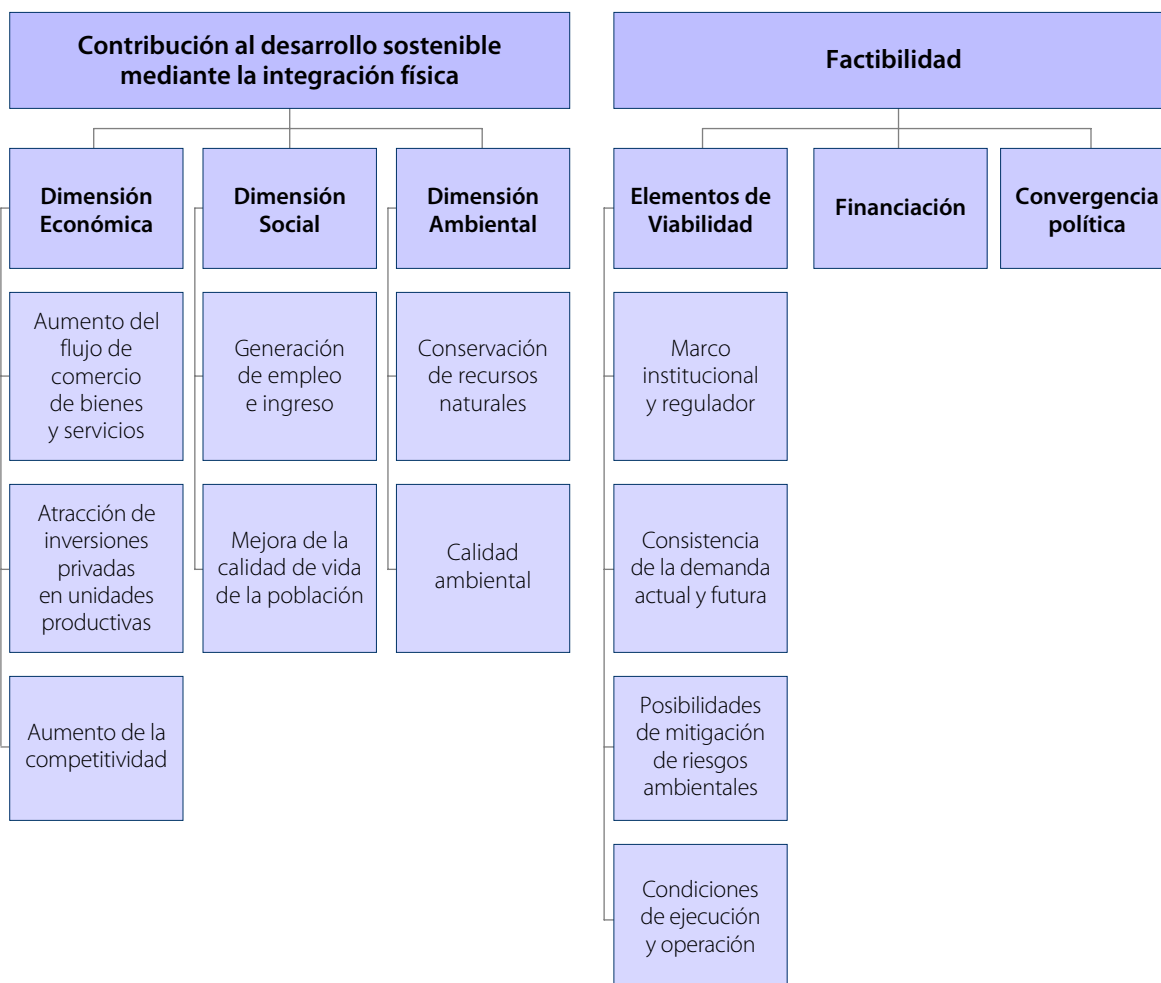 Contribución al desarrollo sostenible
mediante la integración física
Factibilidad
Dimensión
Económica
Dimensión
Social
Dimensión
Ambiental
Elementos de
Viabilidad
Financiación
Convergencia
política
Aumento del
flujo de
comercio
de bienes
y servicios
Generación
de empleo
e ingreso
Conservación
de recursos
naturales
Marco
institucional
y regulador
Atracción de
inversiones
privadas
en unidades
productivas
Mejora de la
calidad de vida
de la población
Calidad
ambiental
Consistencia
de la demanda
actual y futura
Aumento de la
competitividad
Posibilidades
de mitigación
de riesgos
ambientales
Condiciones
de ejecución
y operación